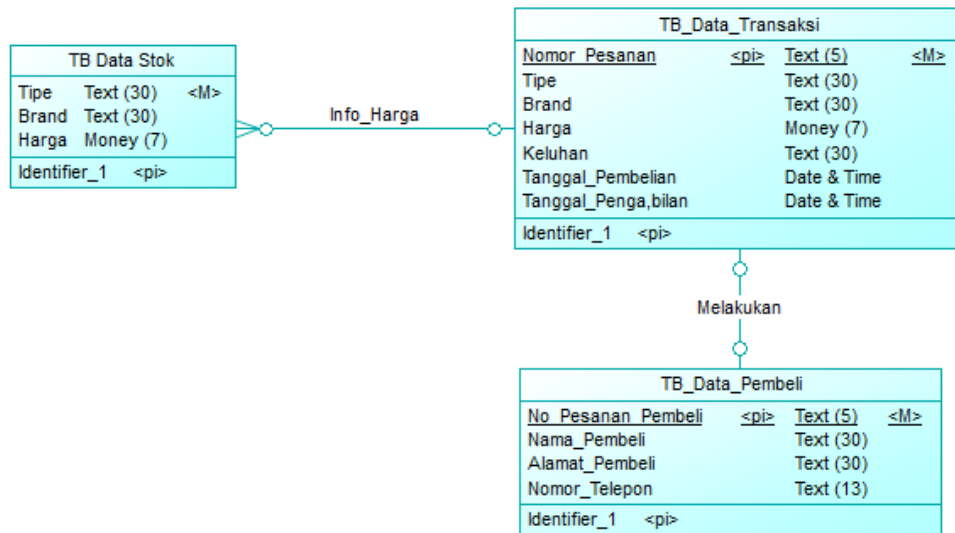 TB Data Stok
Tipe Text (30) <M>
Brand Text (30)
Harga Money (7)
Identifier_1 <pi>
Info_Harga
TB_Data_Transaksi
Nomor_Pesanan <pi> Text (5) <M>
Tipe Text (30)
Brand Text (30)
Harga Money (7)
Keluhan Text (30)
Tanggal_Pembelian Date & Time
Tanggal_Penga,bilan Date & Time
Identifier_1 <pi>
Melakukan
TB_Data_Pembeli
No_Pesanan_Pembeli <pi> Text (5) <M>
Nama_Pembeli Text (30)
Alamat_Pembeli Text (30)
Nomor_Telepon Text (13)
Identifier_1 <pi>